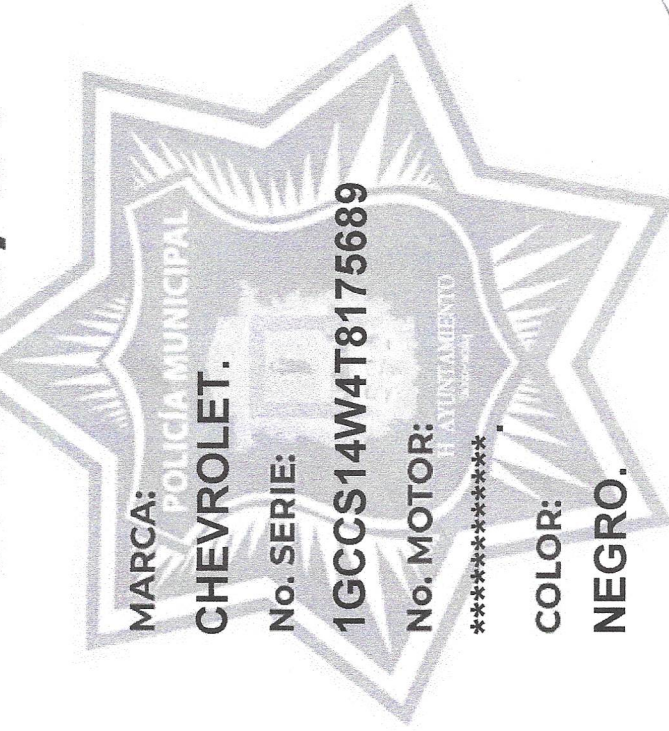 MARCA:
POLICÍA MUNICIPAL
CHEVROLET.
No. SERIE:
1GCCS14W4T8175689
No. MOTOR:
H AYUNTAMIENTO
************.
COLOR:
NEGRO.